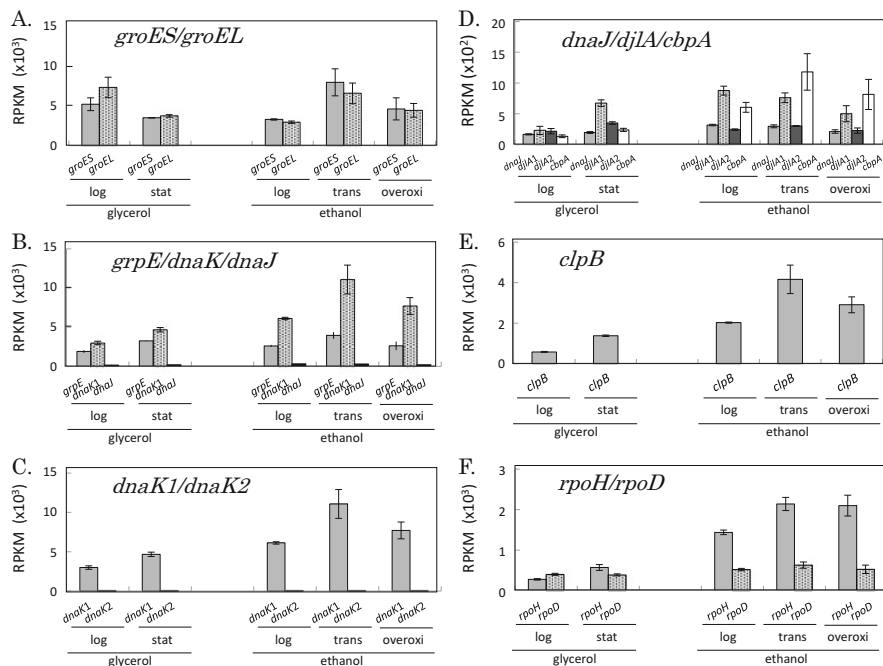 A.
groES/groEL
RPKM (x10³)
15
10
5
0
groES groEL groES groEL groES groEL groES groEL groES groEL
log stat log trans overoxi
glycerol ethanol
B.
grpE/dnaK/dnaJ
RPKM (x10³)
15
10
5
0
grpE dnaK1 dnaJ grpE dnaK1 dnaJ grpE dnaK1 dnaJ grpE dnaK1 dnaJ grpE dnaK1 dnaJ
log stat log trans overoxi
glycerol ethanol
C.
dnaK1/dnaK2
RPKM (x10³)
15
10
5
0
dnaK1 dnaK2 dnaK1 dnaK2 dnaK1 dnaK2 dnaK1 dnaK2 dnaK1 dnaK2
log stat log trans overoxi
glycerol ethanol
D.
dnaJ/djlA/cbpA
RPKM (x10²)
20
15
10
5
0
dnaJ djlA1 djlA2 cbpA dnaJ djlA1 djlA2 cbpA dnaJ djlA1 djlA2 cbpA dnaJ djlA1 djlA2 cbpA dnaJ djlA1 djlA2 cbpA
log stat log trans overoxi
glycerol ethanol
E.
clpB
RPKM (x10³)
6
4
2
0
clpB clpB clpB clpB clpB
log stat log trans overoxi
glycerol ethanol
F.
rpoH/rpoD
RPKM (x10³)
3
2
1
0
rpoH rpoD rpoH rpoD rpoH rpoD rpoH rpoD rpoH rpoD
log stat log trans overoxi
glycerol ethanol